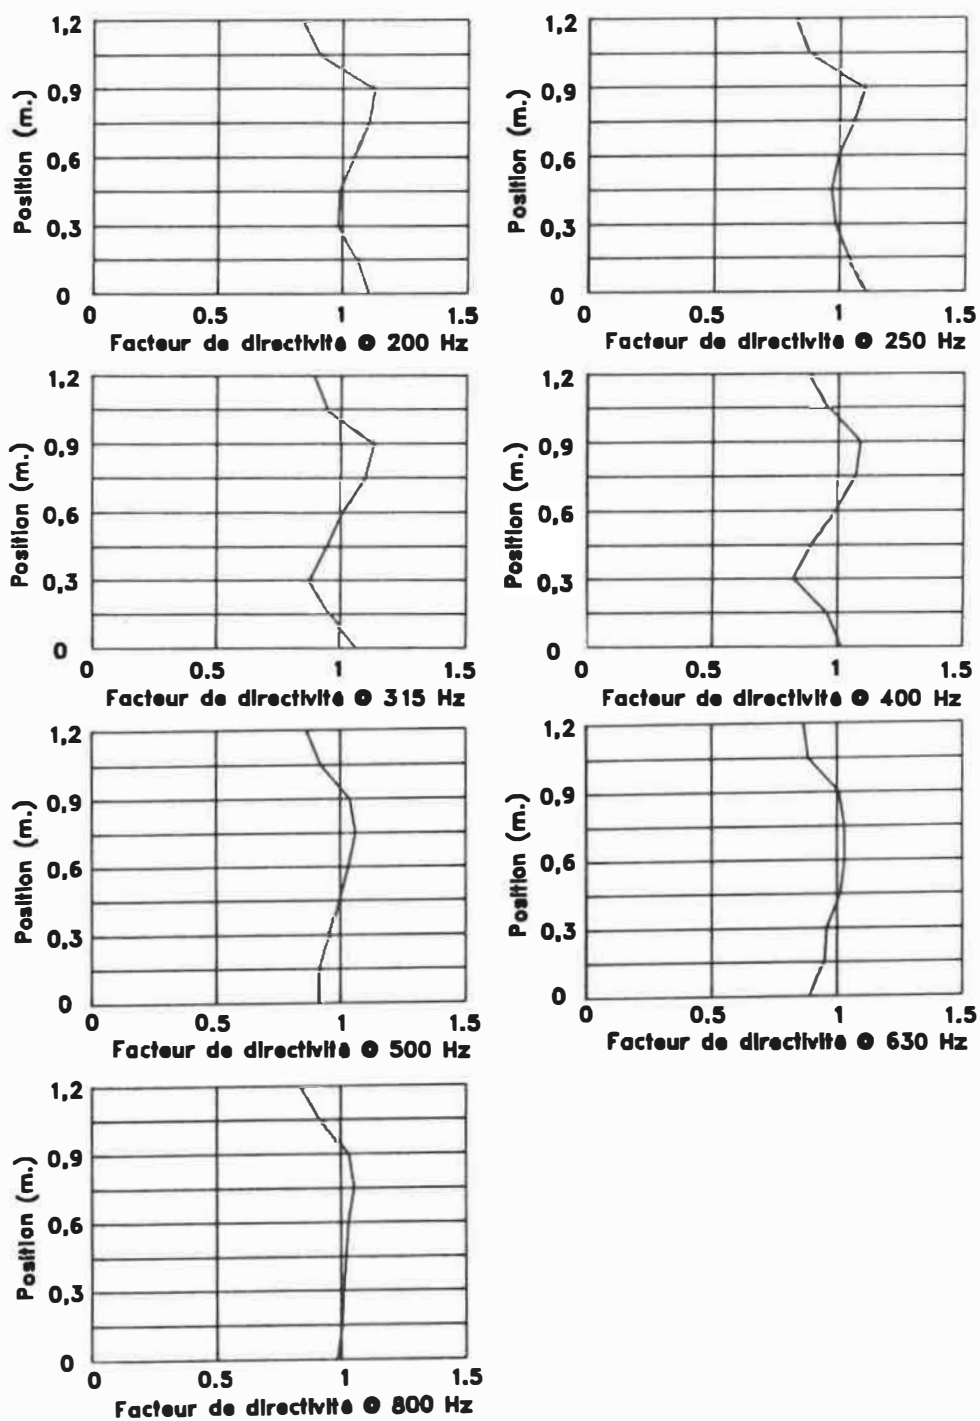 1,2
0,9
0,6
0,3
0
Position (m.)
0 0.5 1 1.5
Facteur de directivité @ 200 Hz
1,2
0,9
0,6
0,3
0
Position (m.)
0 0.5 1 1.5
Facteur de directivité @ 250 Hz
1,2
0,9
0,6
0,3
0
Position (m.)
0 0.5 1 1.5
Facteur de directivité @ 315 Hz
1,2
0,9
0,6
0,3
0
Position (m.)
0 0.5 1 1.5
Facteur de directivité @ 400 Hz
1,2
0,9
0,6
0,3
0
Position (m.)
0 0.5 1 1.5
Facteur de directivité @ 500 Hz
1,2
0,9
0,6
0,3
0
Position (m.)
0 0.5 1 1.5
Facteur de directivité @ 630 Hz
1,2
0,9
0,6
0,3
0
Position (m.)
0 0.5 1 1.5
Facteur de directivité @ 800 Hz